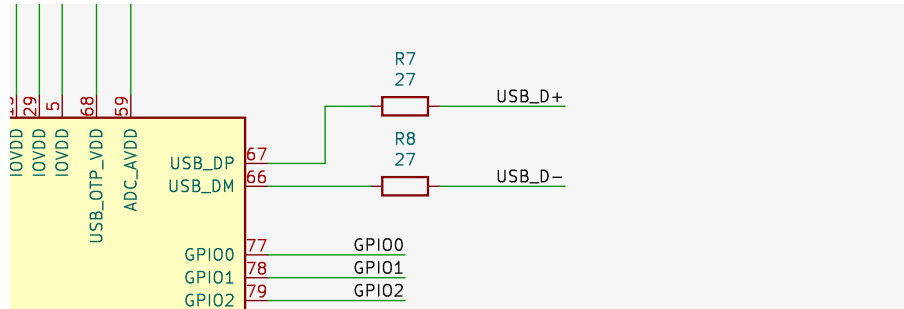 R7
27
USB_D+
R8
27
USB_D-
29
5
68
59
IOVDD
IOVDD
IOVDD
USB_OTP_VDD
ADC_AVDD
USB_DP 67
USB_DM 66
GPIO0 77 GPIO0
GPIO1 78 GPIO1
GPIO2 79 GPIO2